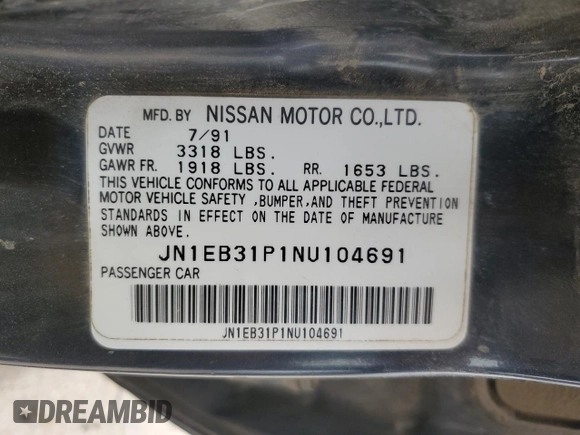 MFD. BY NISSAN MOTOR CO.,LTD.
DATE 7/91
GVWR 3318 LBS.
GAWR FR. 1918 LBS. RR. 1653 LBS.
THIS VEHICLE CONFORMS TO ALL APPLICABLE FEDERAL
MOTOR VEHICLE SAFETY ,BUMPER,AND THEFT PREVENTION
STANDARDS IN EFFECT ON THE DATE OF MANUFACTURE
SHOWN ABOVE.
JN1EB31P1NU104691
PASSENGER CAR
JN1EB31P1NU104691
DREAMBID